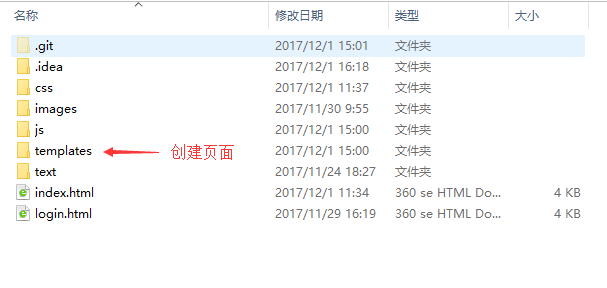 名称 修改日期 类型 大小
.git 2017/12/1 15:01 文件夹
.idea 2017/12/1 16:18 文件夹
css 2017/12/1 11:37 文件夹
images 2017/11/30 9:55 文件夹
js 2017/12/1 15:00 文件夹
templates 创建页面 2017/12/1 15:00 文件夹
text 2017/11/24 18:27 文件夹
index.html 2017/12/1 11:34 360 se HTML Do... 4 KB
login.html 2017/11/29 16:19 360 se HTML Do... 4 KB